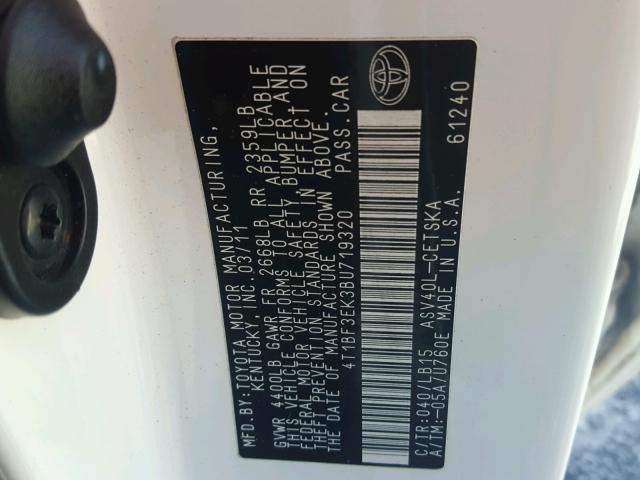 MFD.BY:TOYOTA MOTOR MANUFACTURING,
KENTUCKY, INC. 03/11
GVWR 4400LB GAWR FR 2668LB RR 2359LB
THIS VEHICLE CONFORMS TO ALL APPLICABLE
FEDERAL MOTOR VEHICLE SAFETY, BUMPER, AND
THEFT PREVENTION STANDARDS IN EFFECT ON
THE DATE OF MANUFACTURE SHOWN ABOVE.
4T1BF3EK3BU719320 PASS. CAR
61240
C/TR:040/LB15 ASV40L-CETSKA
A/TM:-05A/U760E MADE IN U.S.A.